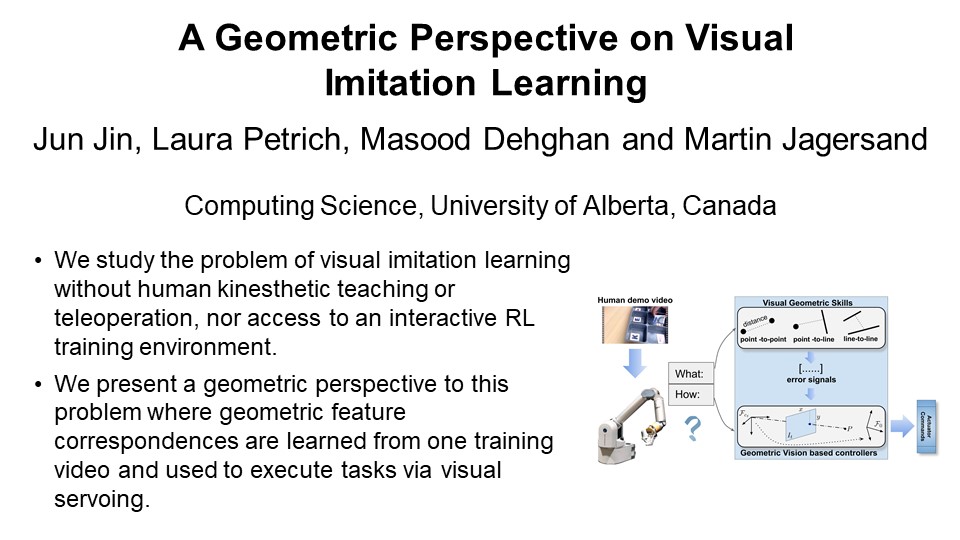 A Geometric Perspective on Visual
Imitation Learning
Jun Jin, Laura Petrich, Masood Dehghan and Martin Jagersand
Computing Science, University of Alberta, Canada
• We study the problem of visual imitation learning
without human kinesthetic teaching or
teleoperation, nor access to an interactive RL
training environment.
• We present a geometric perspective to this
problem where geometric feature
correspondences are learned from one training
video and used to execute tasks via visual
servoing.
Human demo video
What:
How:
?
Visual Geometric Skills
distance
point -to-point point -to-line line-to-line
[......]
error signals
x
y
P
Geometric Vision based controllers
Actuator
Commands